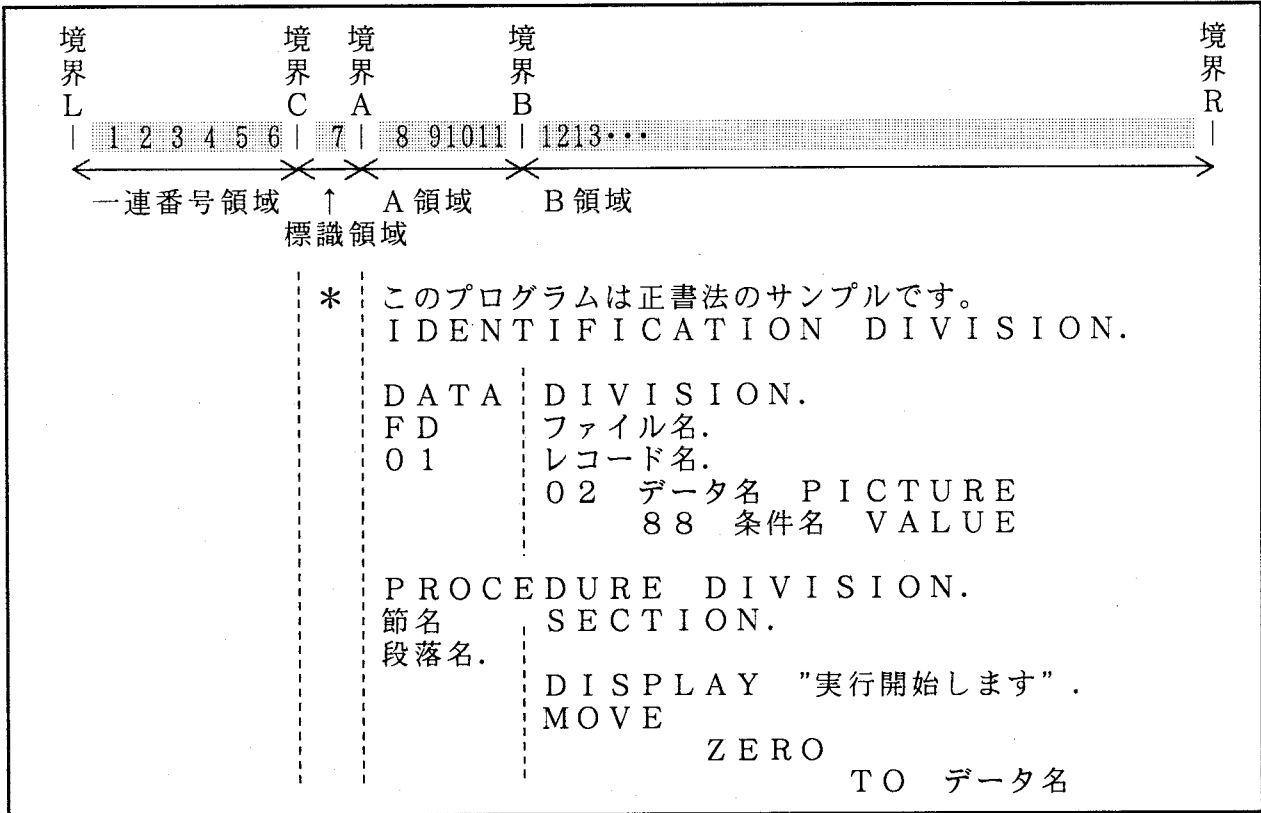 境界L 境界C 境界A 境界B 境界R
| 1 2 3 4 5 6 | 7 | 8 9 10 11 | 12 13 ・・・ |
一連番号領域 ↑ A領域 B領域
標識領域
* このプログラムは正書法のサンプルです。
IDENTIFICATION DIVISION.
DATA DIVISION.
FD ファイル名.
01 レコード名.
02 データ名 PICTURE
88 条件名 VALUE
PROCEDURE DIVISION.
節名 SECTION.
段落名.
DISPLAY ”実行開始します”.
MOVE
ZERO
TO データ名